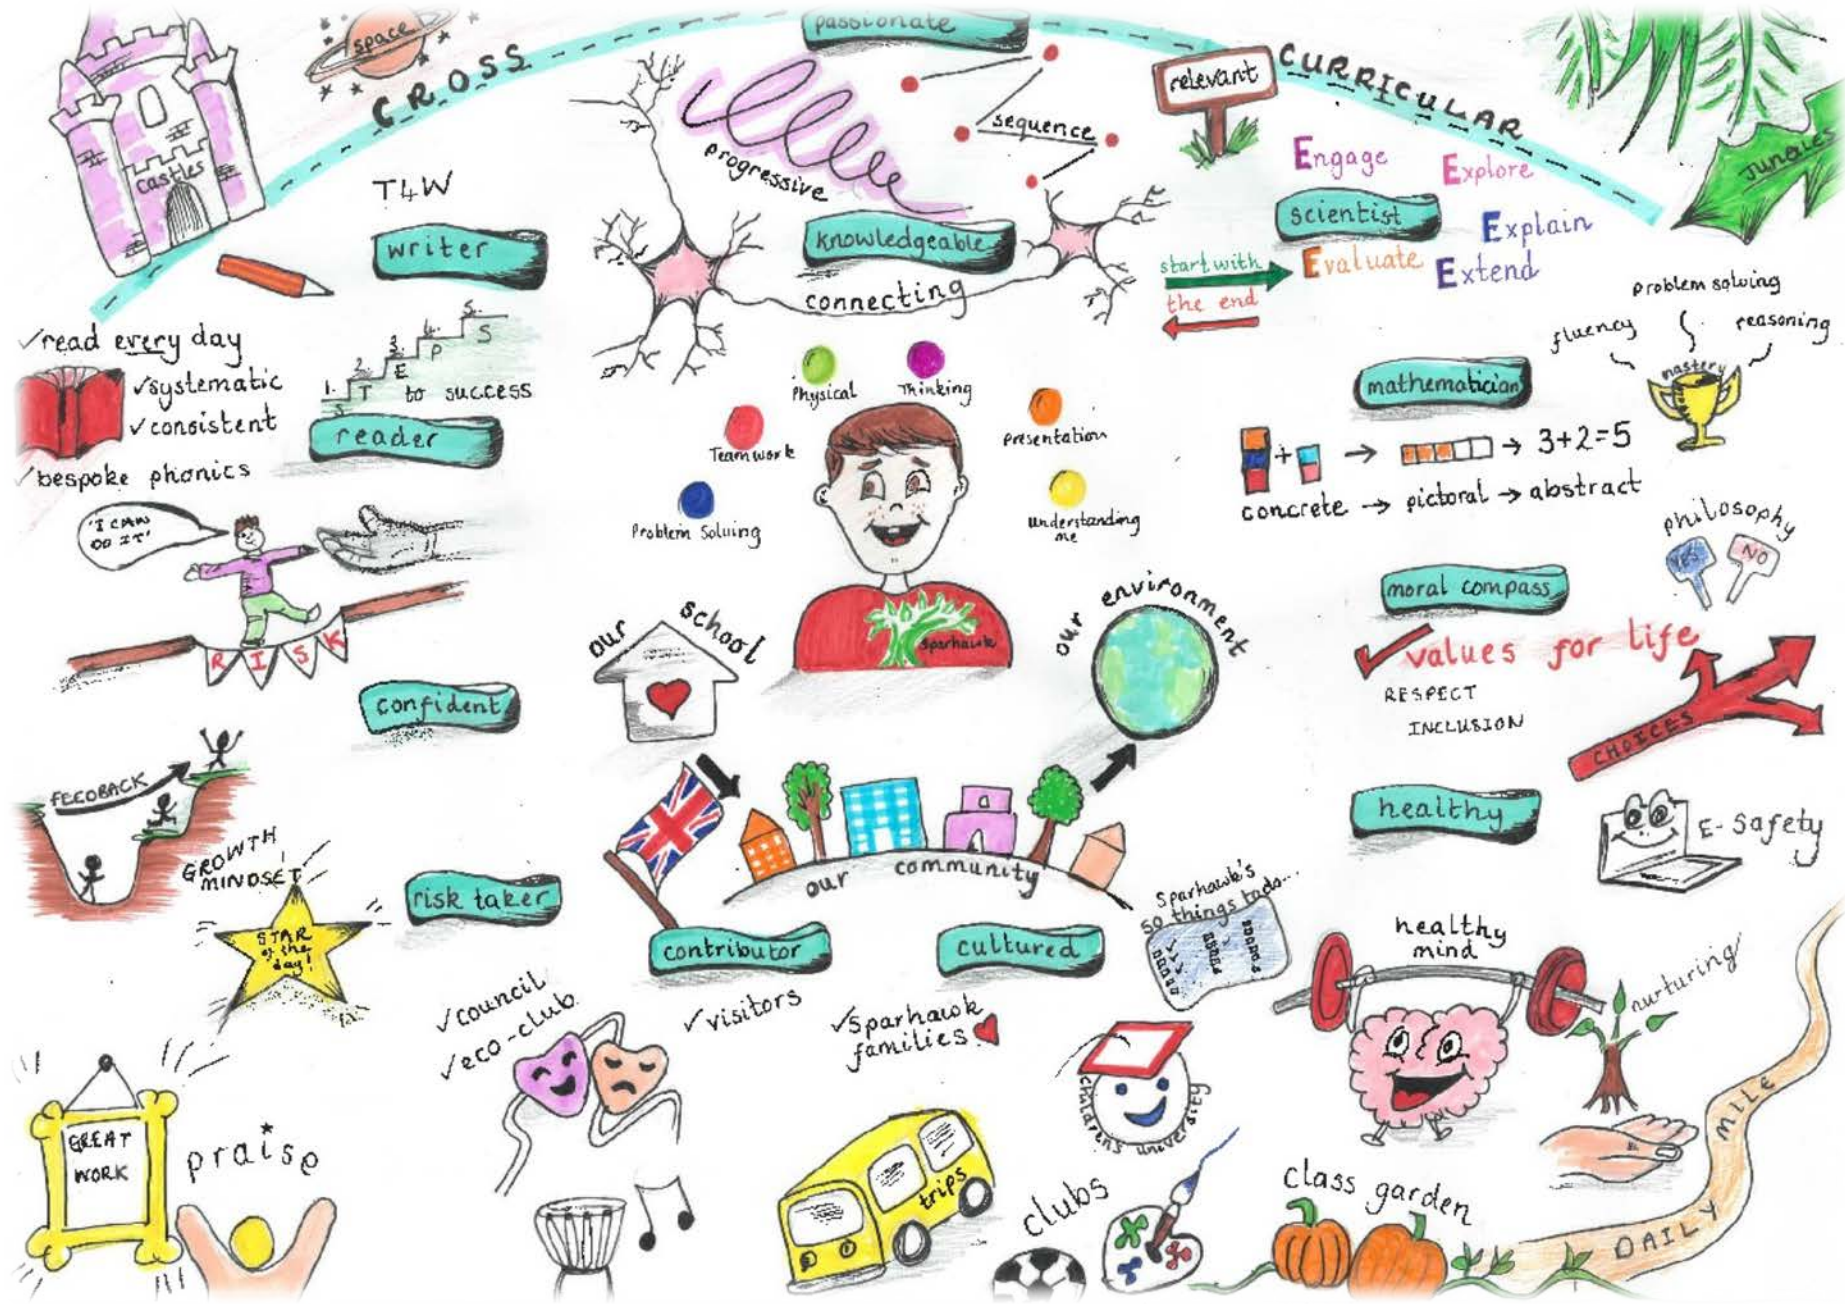 passionate
space
CROSS
CURRICULAR
relevant
castles
progressive
sequence
JUNGLES
T4W
writer
knowledgeable
connecting
Engage
Explore
scientist
Explain
Evaluate
Extend
start with
the end
✓read every day
✓systematic
✓consistent
✓bespoke phonics
1. 2. 3. 4. 5.
S T E P S
to success
reader
Physical
Thinking
Teamwork
Presentation
Problem Solving
understanding
me
sparhawk
problem solving
fluency
reasoning
mastery
mathematician
+ → → 3+2=5
concrete → pictoral → abstract
philosophy
YES
NO
moral compass
values for life
RESPECT
INCLUSION
CHOICES
'I CAN
DO IT'
RISK
confident
our school
our environment
our community
FEEDBACK
GROWTH
MINDSET
STAR
of the
day!
risk taker
healthy
E-Safety
contributor
cultured
Sparhawk's
50 things to do...
✓council
✓eco-club
✓visitors
✓Sparhawk
families
children's university
healthy
mind
nurturing
DAILY MILE
GREAT
WORK
praise
trips
clubs
class garden